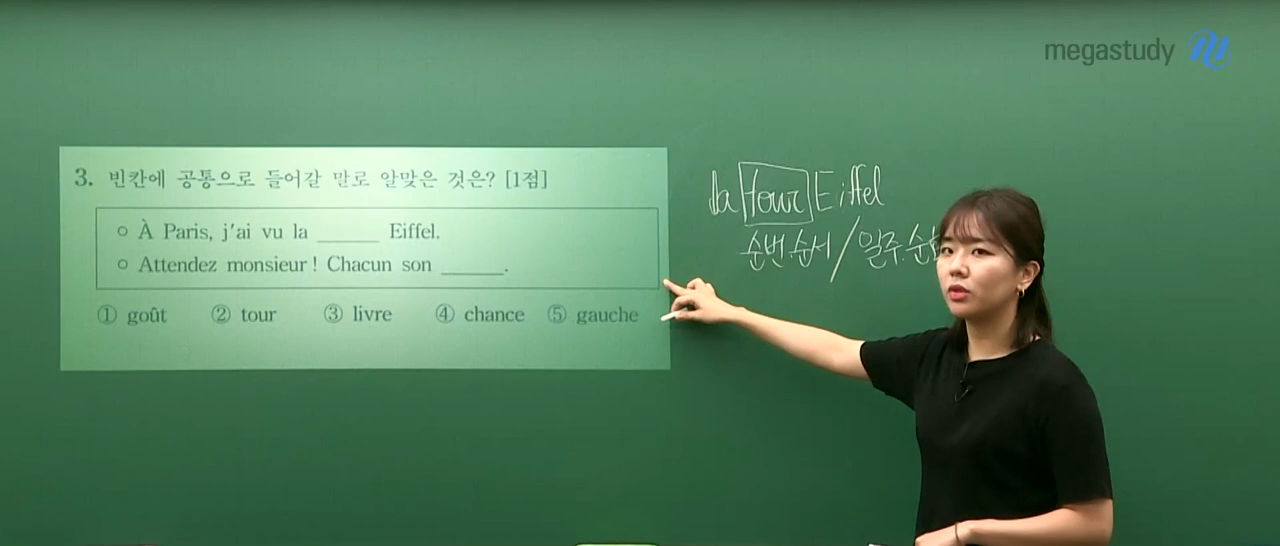 megastudy
3. 빈칸에 공통으로 들어갈 말로 알맞은 것은? [1점]
○ À Paris, j'ai vu la ______ Eiffel.
○ Attendez monsieur ! Chacun son ______.
① goût ② tour ③ livre ④ chance ⑤ gauche
la tour Eiffel
순번.순서 / 일주.